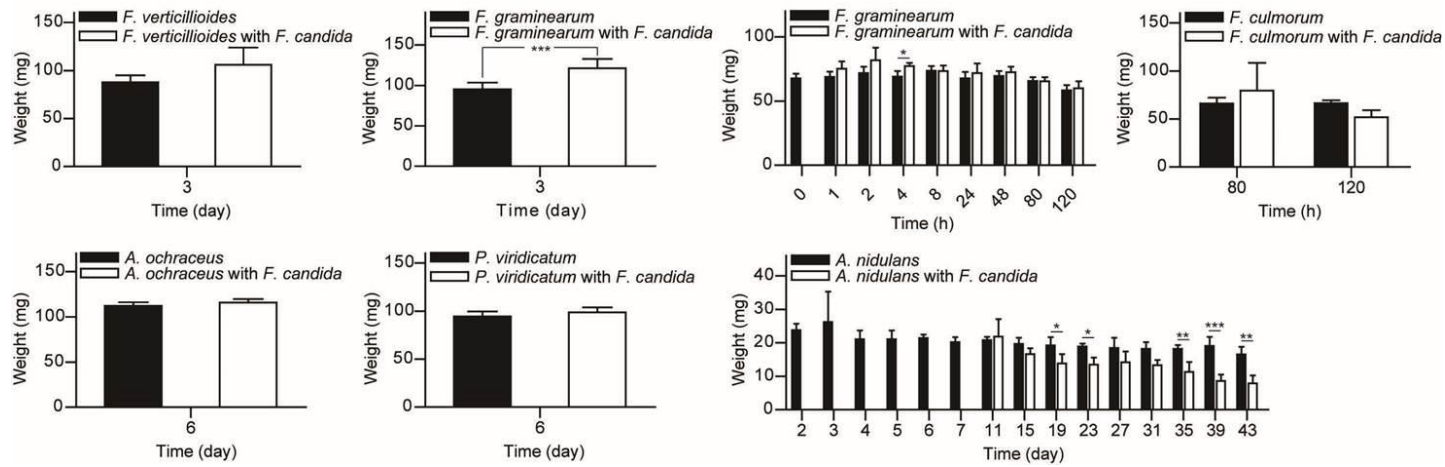 F. verticillioides
F. verticillioides with F. candida
150
100
50
0
Weight (mg)
3
Time (day)
F. graminearum
F. graminearum with F. candida
***
150
100
50
0
Weight (mg)
3
Time (day)
F. graminearum
F. graminearum with F. candida
*
100
50
0
Weight (mg)
0 1 2 4 8 24 48 80 120
Time (h)
F. culmorum
F. culmorum with F. candida
150
100
50
0
Weight (mg)
80 120
Time (h)
A. ochraceus
A. ochraceus with F. candida
150
100
50
0
Weight (mg)
6
Time (day)
P. viridicatum
P. viridicatum with F. candida
150
100
50
0
Weight (mg)
6
Time (day)
A. nidulans
A. nidulans with F. candida
* * ** *** **
40
20
0
Weight (mg)
2 3 4 5 6 7 11 15 19 23 27 31 35 39 43
Time (day)